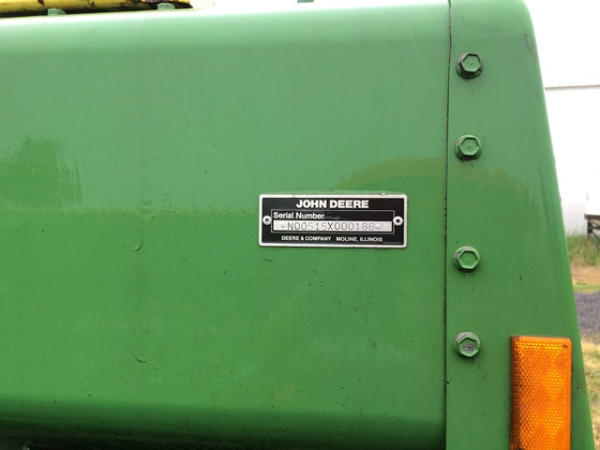 JOHN DEERE
Serial Number
N00515X000186
DEERE & COMPANY MOLINE, ILLINOIS